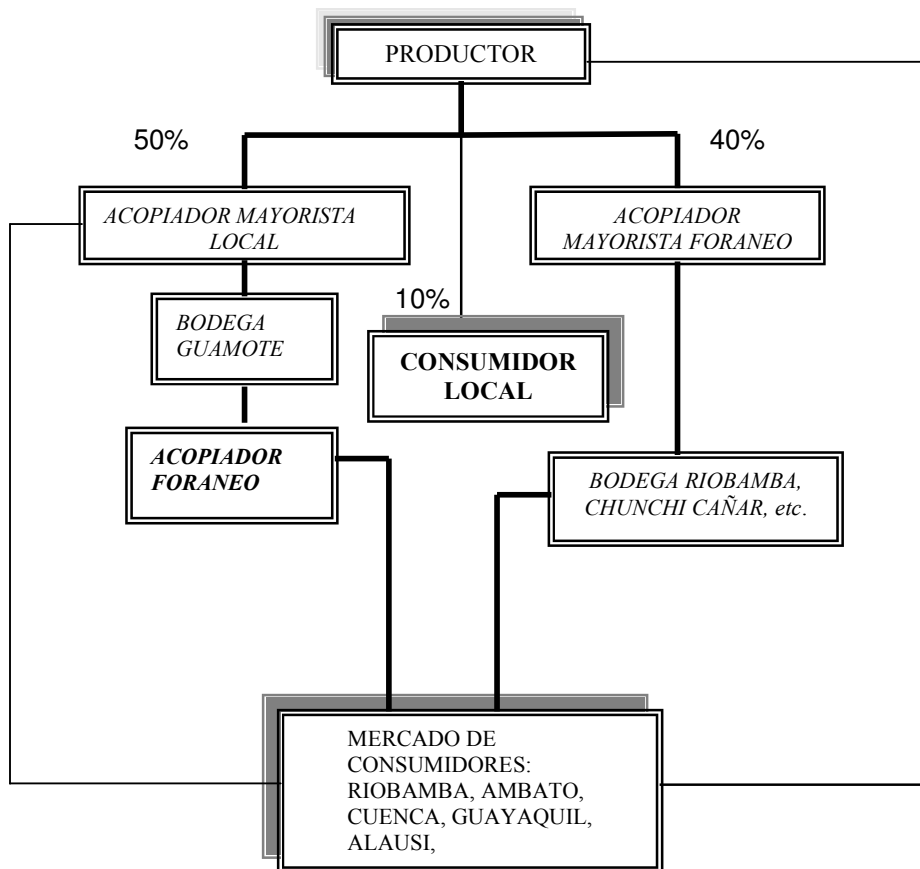 PRODUCTOR
50%
40%
ACOPIADOR MAYORISTA
LOCAL
ACOPIADOR
MAYORISTA FORANEO
10%
BODEGA
GUAMOTE
CONSUMIDOR
LOCAL
ACOPIADOR
FORANEO
BODEGA RIOBAMBA,
CHUNCHI CAÑAR, etc.
MERCADO DE
CONSUMIDORES:
RIOBAMBA, AMBATO,
CUENCA, GUAYAQUIL,
ALAUSI,